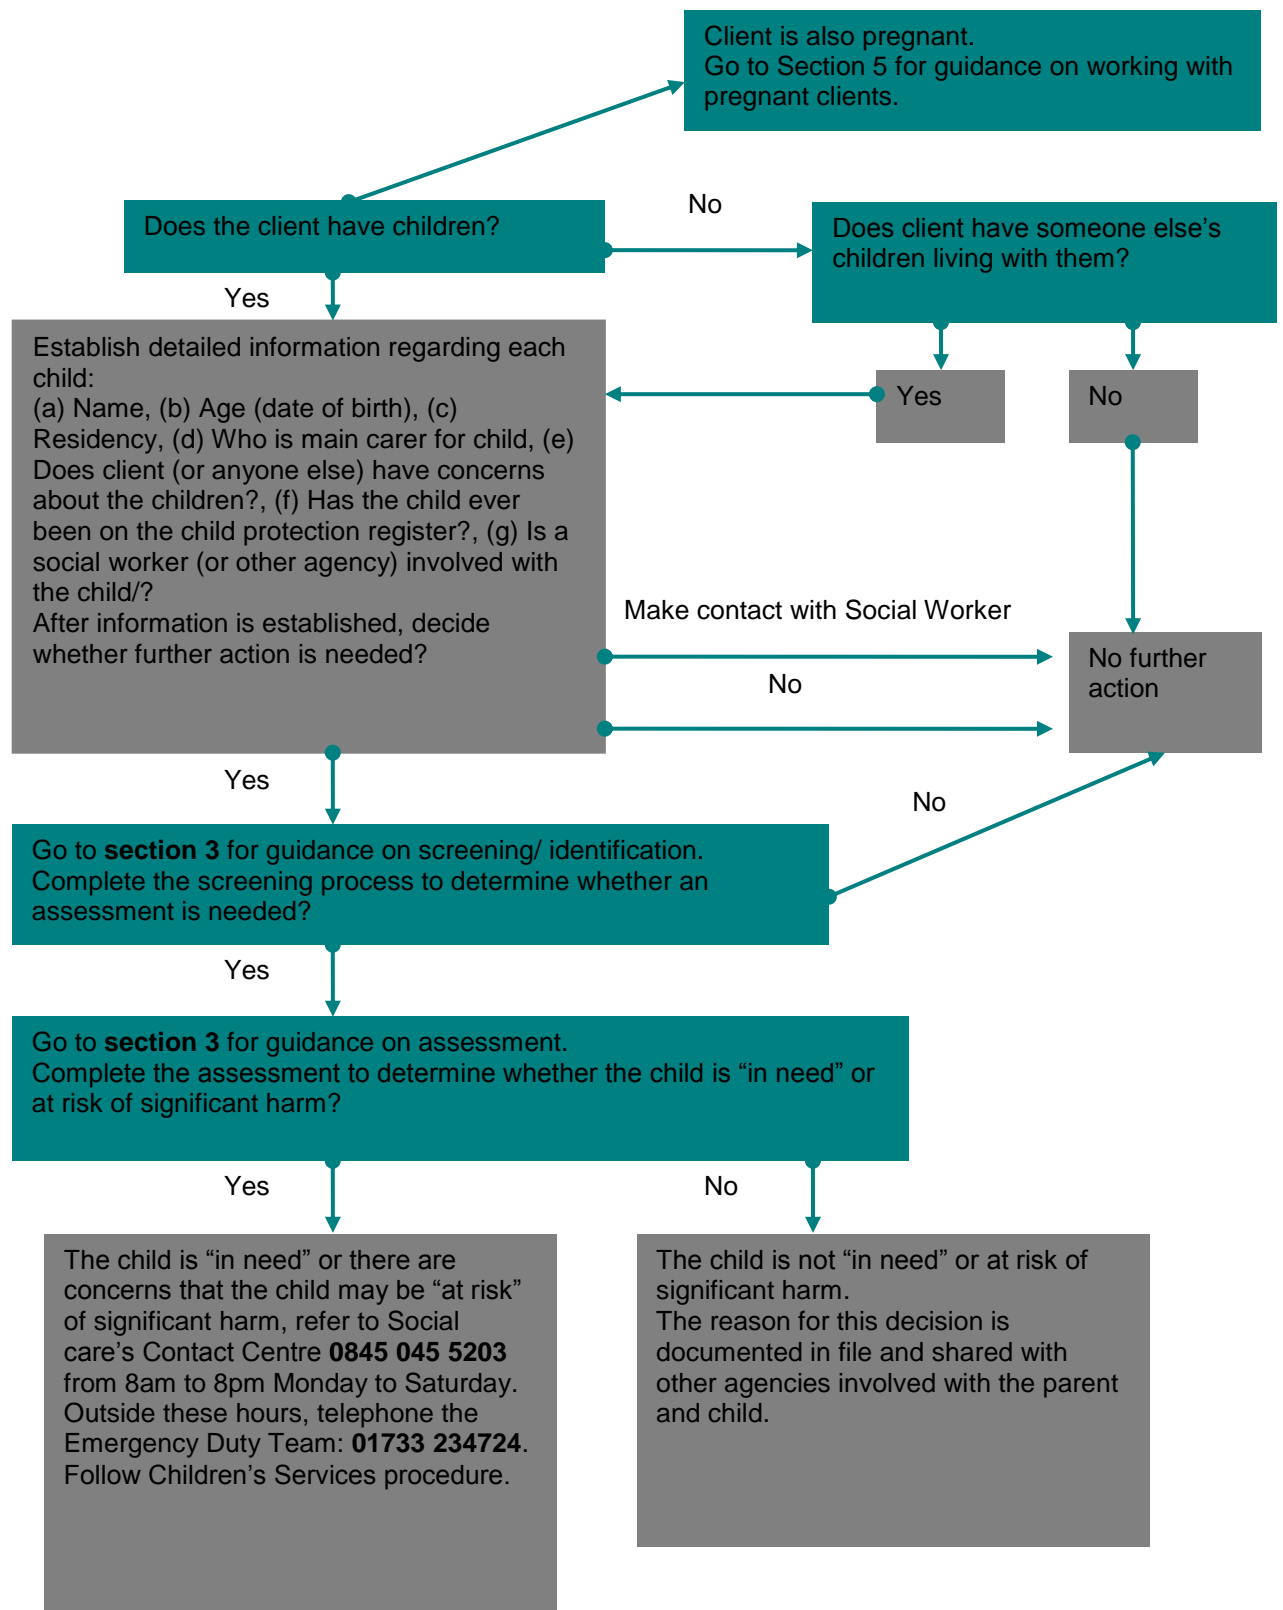 Client is also pregnant.
Go to Section 5 for guidance on working with
pregnant clients.
Does the client have children?
No
Does client have someone else’s
children living with them?
Yes
Establish detailed information regarding each
child:
(a) Name, (b) Age (date of birth), (c)
Residency, (d) Who is main carer for child, (e)
Does client (or anyone else) have concerns
about the children?, (f) Has the child ever
been on the child protection register?, (g) Is a
social worker (or other agency) involved with
the child/?
After information is established, decide
whether further action is needed?
Yes
No
Make contact with Social Worker
No
No further
action
Yes
No
Go to section 3 for guidance on screening/ identification.
Complete the screening process to determine whether an
assessment is needed?
Yes
Go to section 3 for guidance on assessment.
Complete the assessment to determine whether the child is “in need” or
at risk of significant harm?
Yes
No
The child is “in need” or there are
concerns that the child may be “at risk”
of significant harm, refer to Social
care’s Contact Centre 0845 045 5203
from 8am to 8pm Monday to Saturday.
Outside these hours, telephone the
Emergency Duty Team: 01733 234724.
Follow Children’s Services procedure.
The child is not “in need” or at risk of
significant harm.
The reason for this decision is
documented in file and shared with
other agencies involved with the parent
and child.